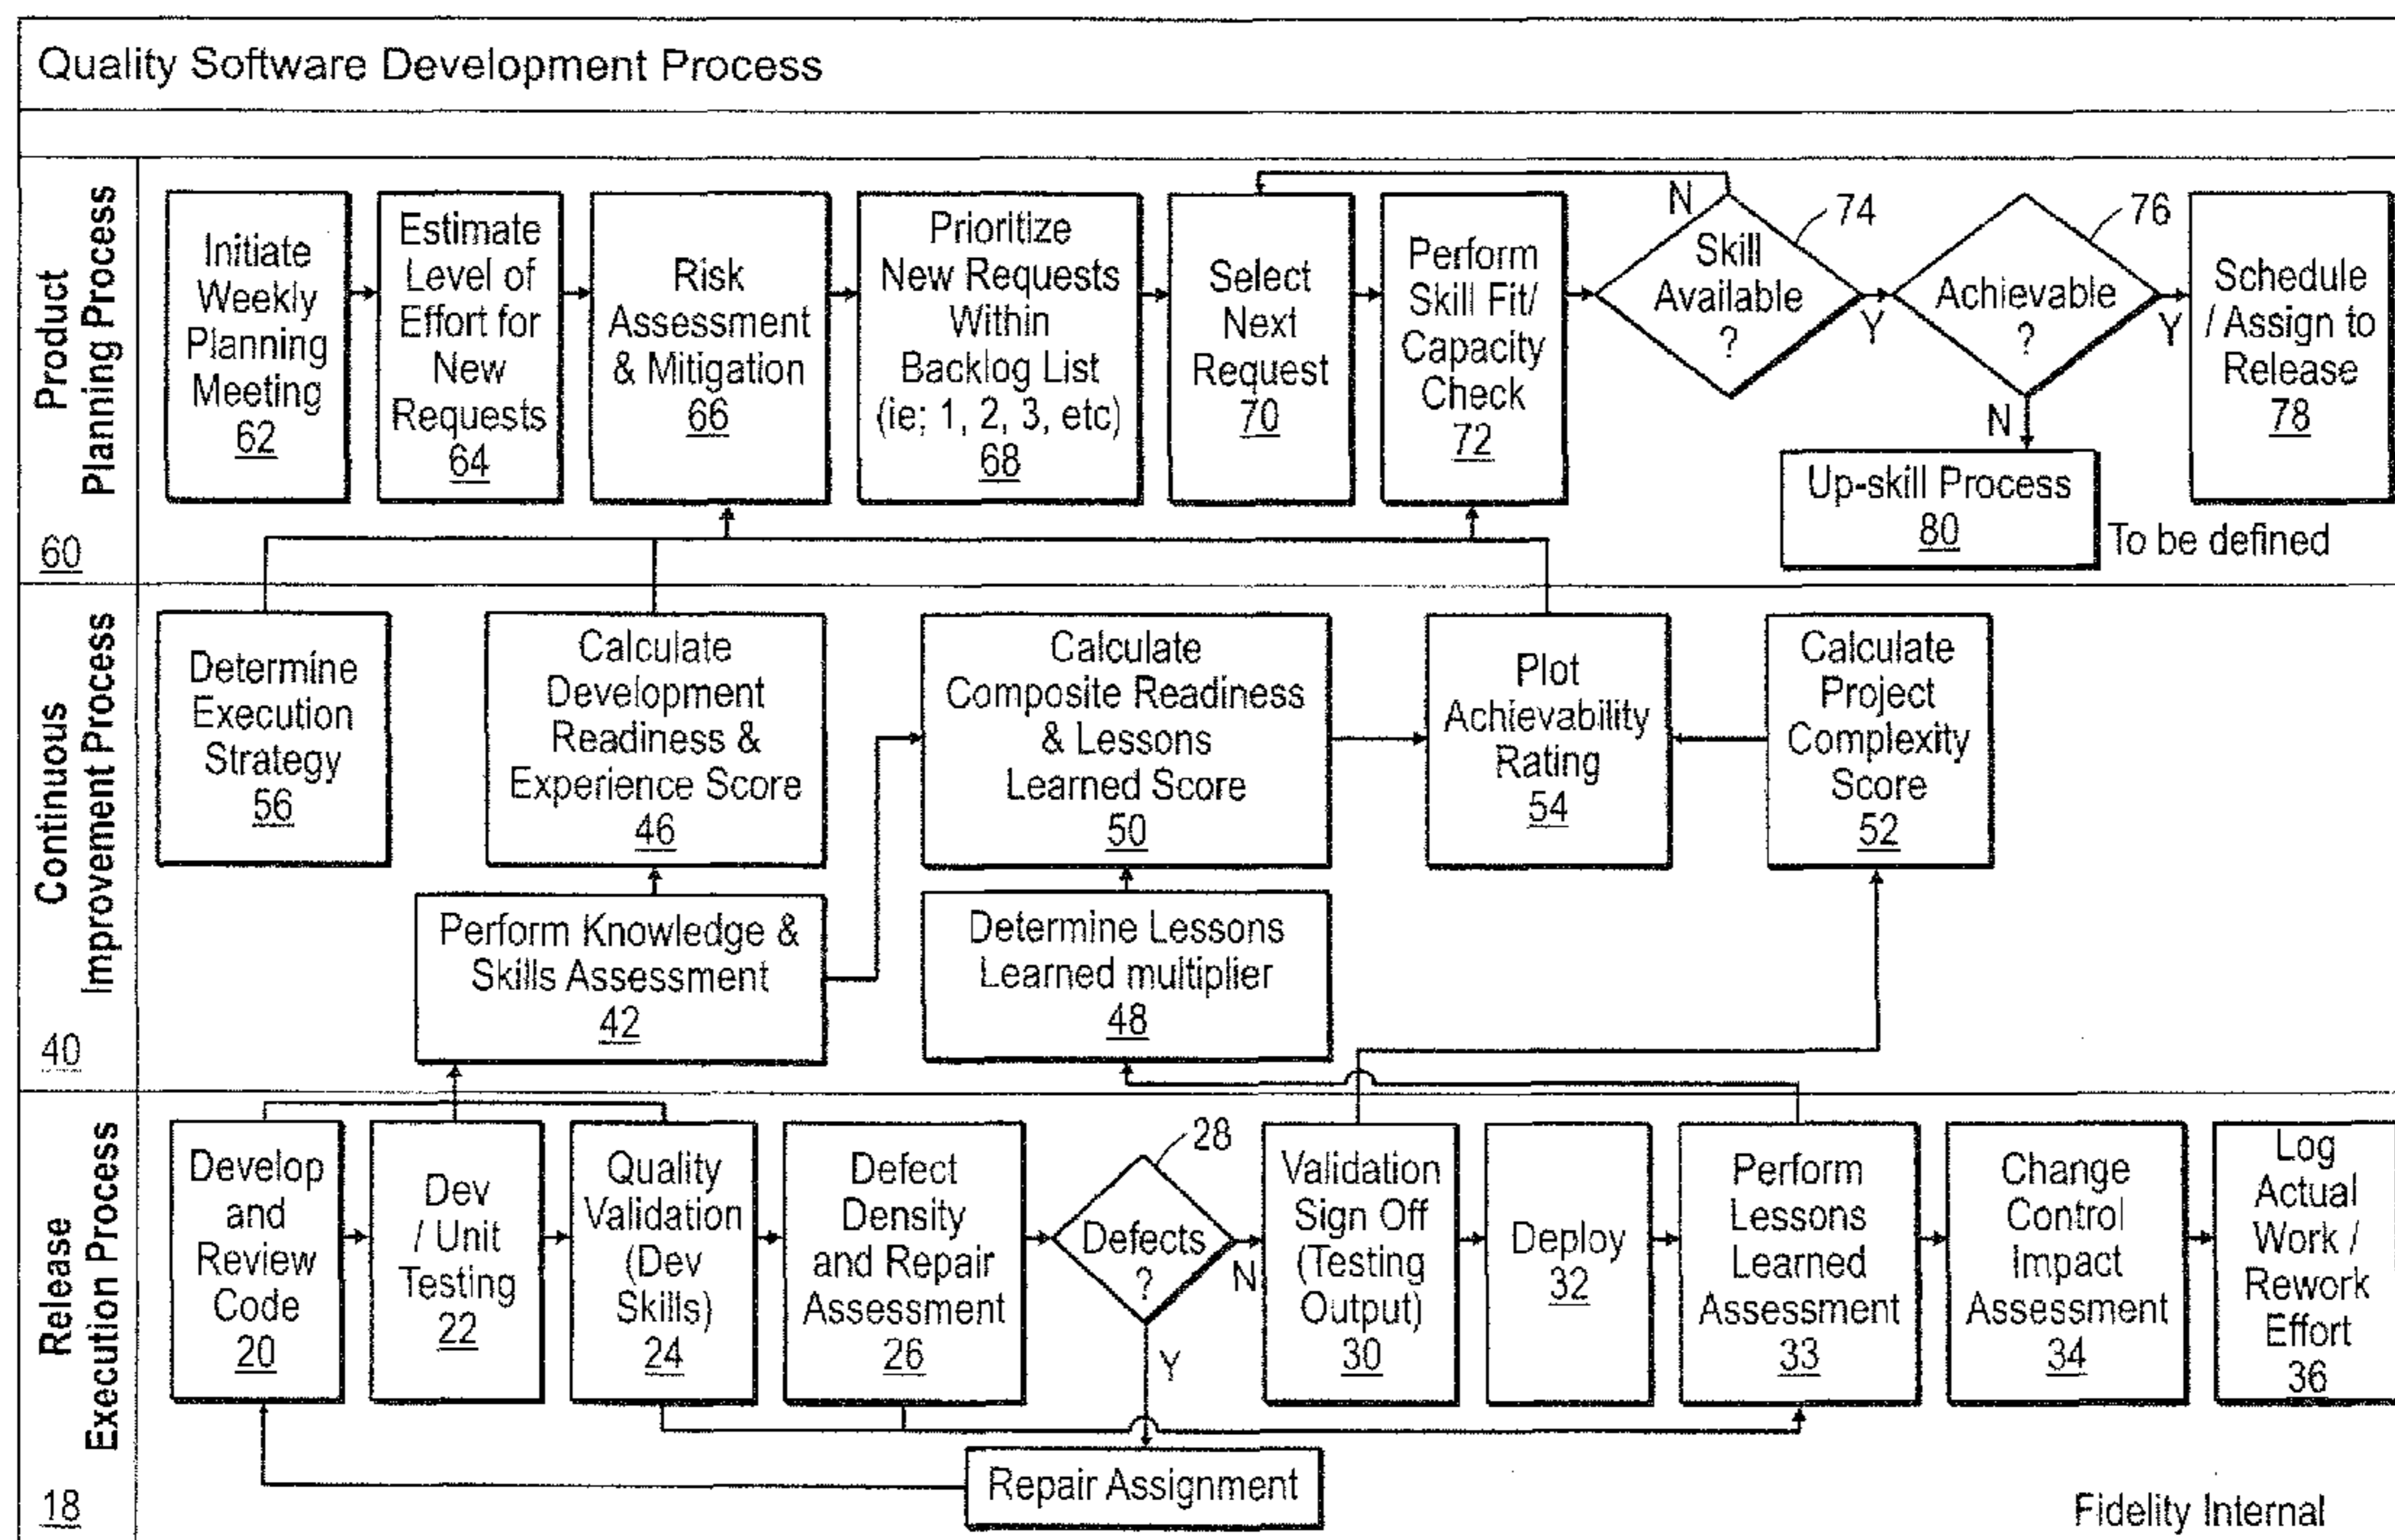 Quality Software Development Process
Product
Planning Process
60
Initiate
Weekly
Planning
Meeting
62
Estimate
Level of
Effort for
New
Requests
64
Risk
Assessment
& Mitigation
66
Prioritize
New Requests
Within
Backlog List
(ie; 1, 2, 3, etc)
68
Select
Next
Request
70
Perform
Skill Fit/
Capacity
Check
72
N
Skill
Available
?
74
Y
Achievable
?
76
Y
N
Schedule
/ Assign to
Release
78
Up-skill Process
80
To be defined
Continuous
Improvement Process
40
Determine
Execution
Strategy
56
Calculate
Development
Readiness &
Experience Score
46
Calculate
Composite Readiness
& Lessons
Learned Score
50
Plot
Achievability
Rating
54
Calculate
Project
Complexity
Score
52
Perform Knowledge &
Skills Assessment
42
Determine Lessons
Learned multiplier
48
Release
Execution Process
18
Develop
and
Review
Code
20
Dev
/ Unit
Testing
22
Quality
Validation
(Dev
Skills)
24
Defect
Density
and Repair
Assessment
26
28
Defects
?
N
Y
Validation
Sign Off
(Testing
Output)
30
Deploy
32
Perform
Lessons
Learned
Assessment
33
Change
Control
Impact
Assessment
34
Log
Actual
Work /
Rework
Effort
36
Repair Assignment
Fidelity Internal